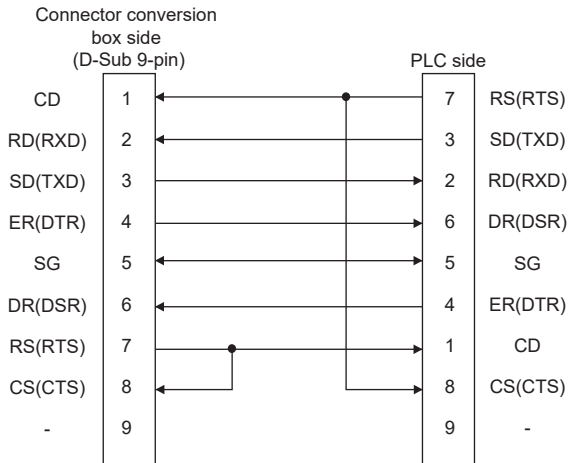 Connector conversion
box side
(D-Sub 9-pin)
PLC side
CD 1 7 RS(RTS)
RD(RXD) 2 3 SD(TXD)
SD(TXD) 3 2 RD(RXD)
ER(DTR) 4 6 DR(DSR)
SG 5 5 SG
DR(DSR) 6 4 ER(DTR)
RS(RTS) 7 1 CD
CS(CTS) 8 8 CS(CTS)
- 9 9 -